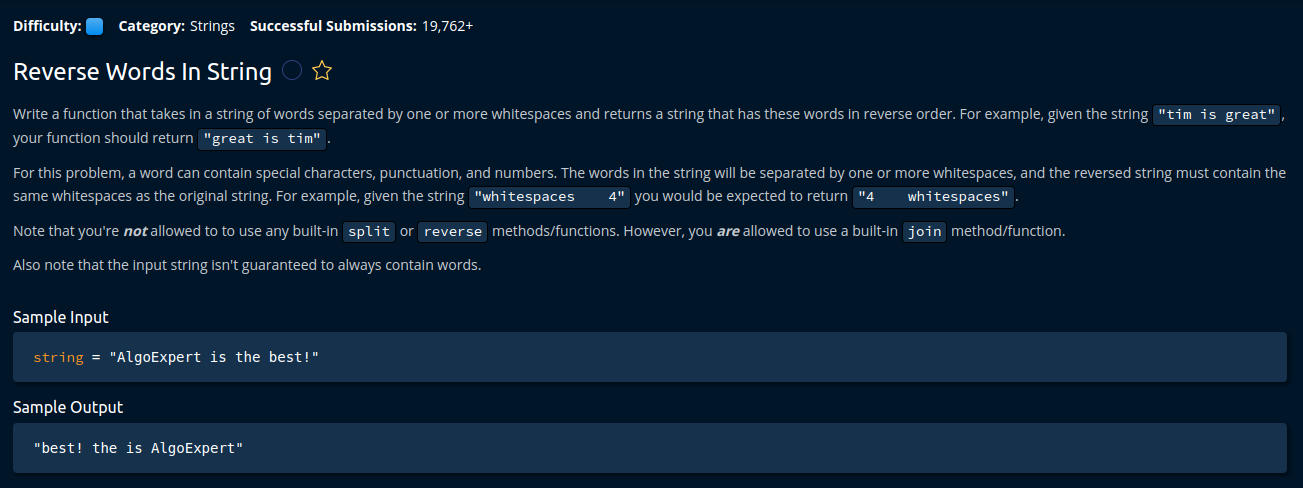 Difficulty: Category: Strings Successful Submissions: 19,762+
Reverse Words In String
Write a function that takes in a string of words separated by one or more whitespaces and returns a string that has these words in reverse order. For example, given the string "tim is great",
your function should return "great is tim".
For this problem, a word can contain special characters, punctuation, and numbers. The words in the string will be separated by one or more whitespaces, and the reversed string must contain the
same whitespaces as the original string. For example, given the string "whitespaces    4" you would be expected to return "4    whitespaces".
Note that you're not allowed to to use any built-in split or reverse methods/functions. However, you are allowed to use a built-in join method/function.
Also note that the input string isn't guaranteed to always contain words.
Sample Input
string = "AlgoExpert is the best!"
Sample Output
"best! the is AlgoExpert"